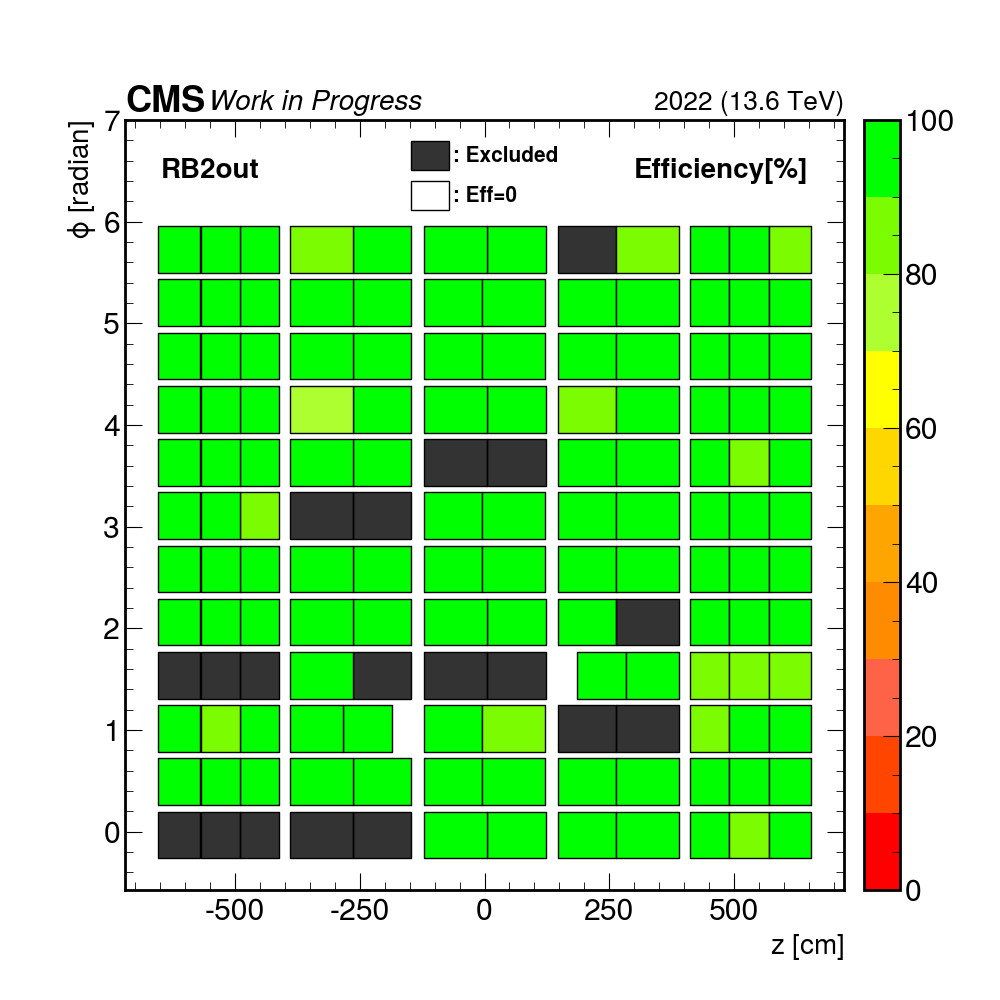 CMS Work in Progress 2022 (13.6 TeV)
RB2out
: Excluded
: Eff=0
Efficiency[%]
ϕ [radian]
7
6
5
4
3
2
1
0
-500 -250 0 250 500
z [cm]
100
80
60
40
20
0